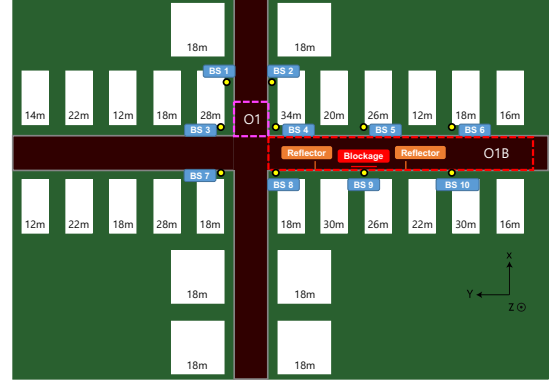 18m 18m
BS 1 BS 2
14m 22m 12m 18m 28m 34m 20m 26m 12m 18m 16m
O1
BS 3 BS 4 BS 5 BS 6
Reflector Blockage Reflector O1B
BS 7 BS 8 BS 9 BS 10
12m 22m 18m 28m 18m 18m 30m 26m 22m 30m 16m
X
Y
Z
18m 18m
18m 18m